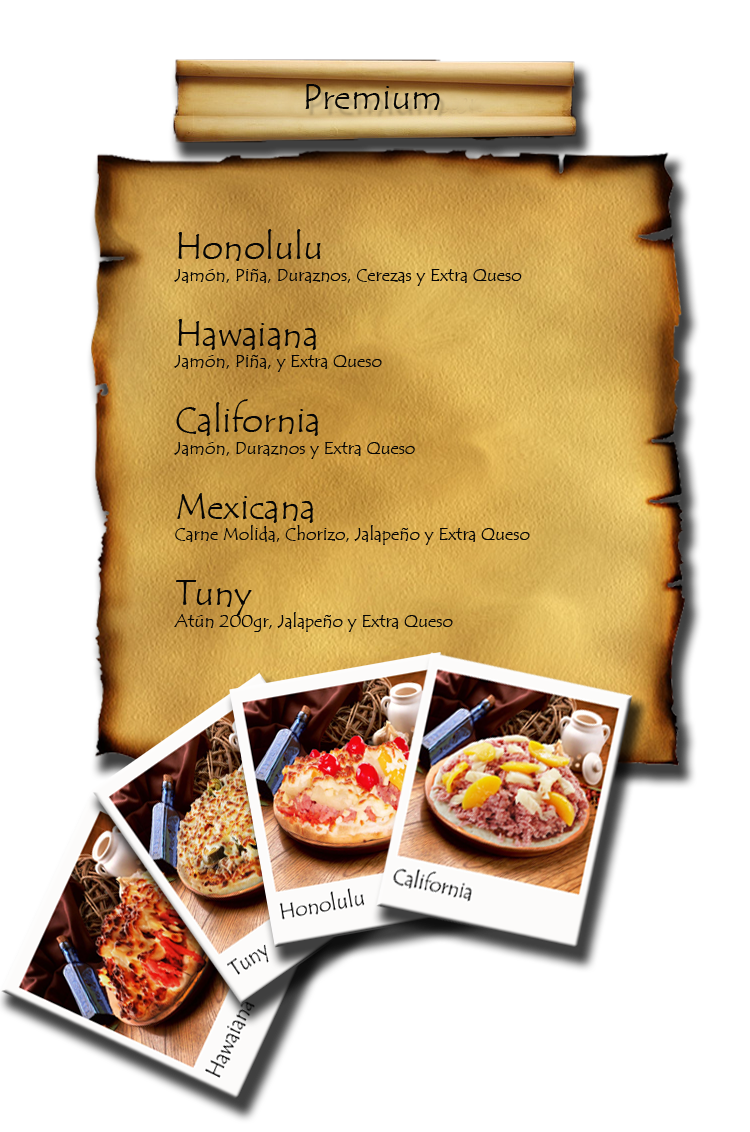 Premium
Honolulu
Jamón, Piña, Duraznos, Cerezas y Extra Queso
Hawaiana
Jamón, Piña, y Extra Queso
California
Jamón, Duraznos y Extra Queso
Mexicana
Carne Molida, Chorizo, Jalapeño y Extra Queso
Tuny
Atún 200gr, Jalapeño y Extra Queso
California
Honolulu
Tuny
Hawaiana